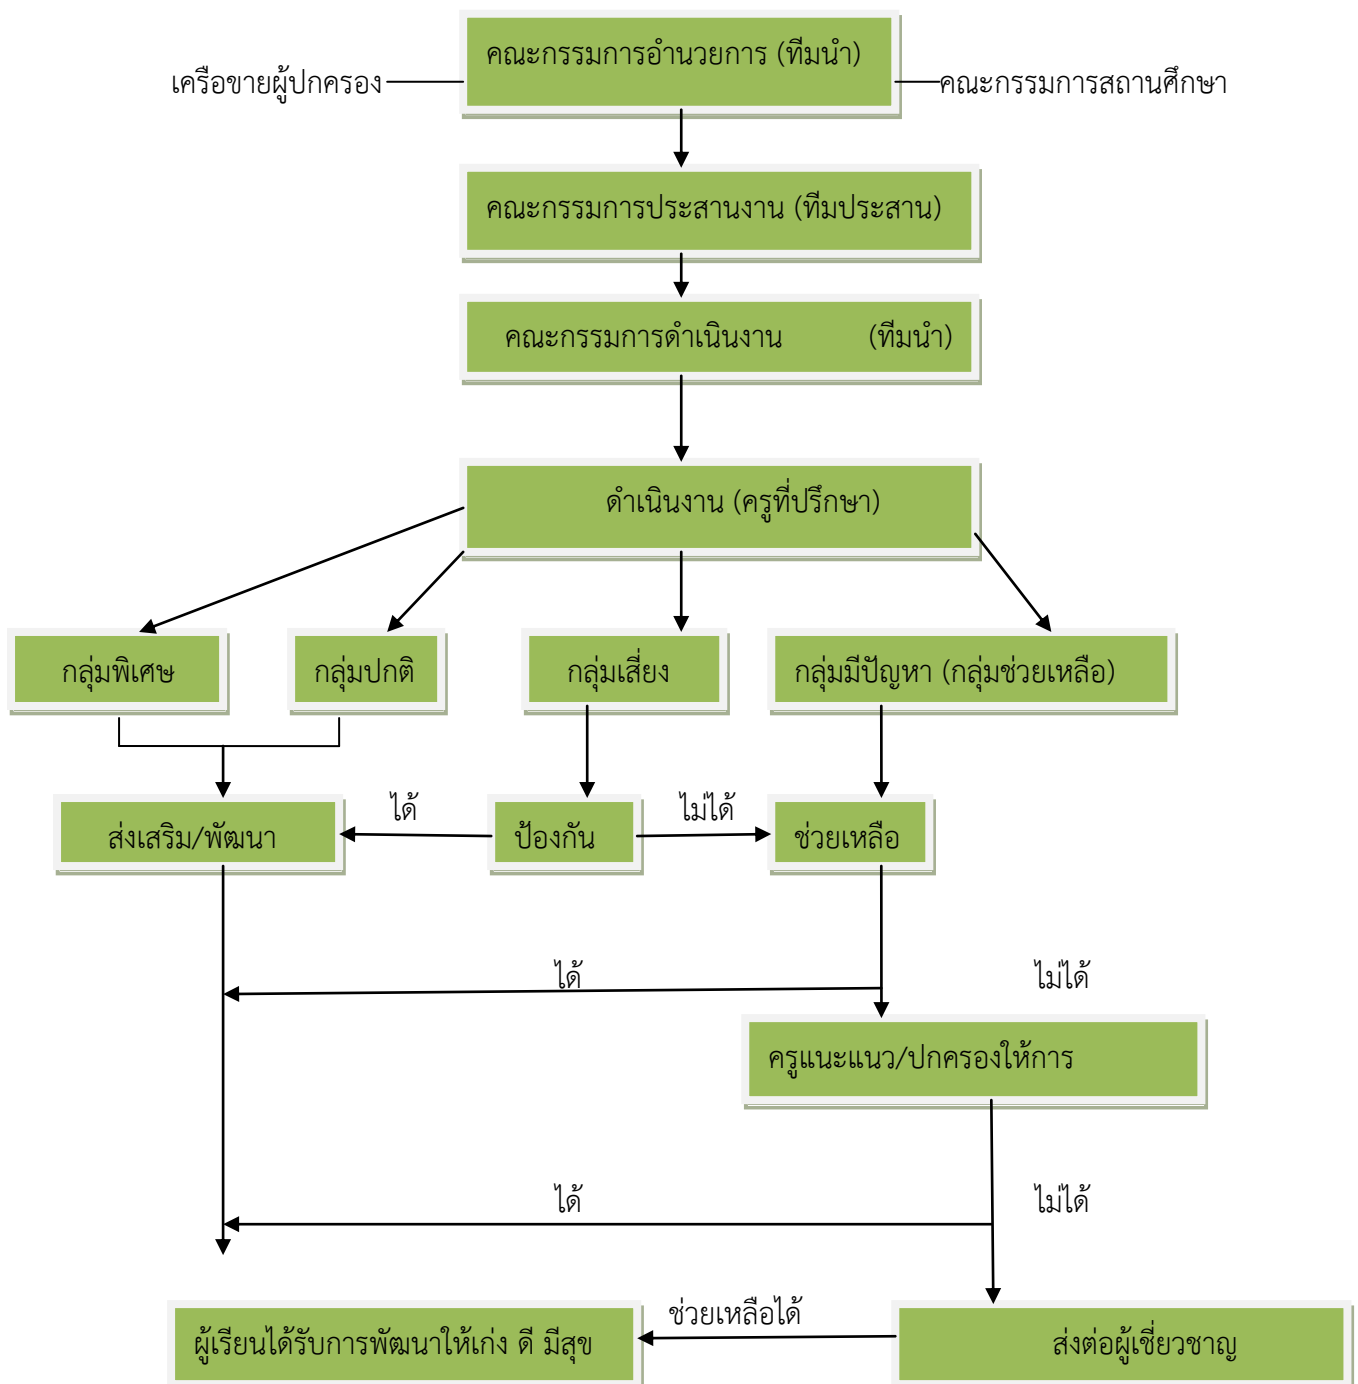 คณะกรรมการอำนวยการ (ทีมนำ)
เครือขายผู้ปกครอง
คณะกรรมการสถานศึกษา
คณะกรรมการประสานงาน (ทีมประสาน)
คณะกรรมการดำเนินงาน (ทีมนำ)
ดำเนินงาน (ครูที่ปรึกษา)
กลุ่มพิเศษ
กลุ่มปกติ
กลุ่มเสี่ยง
กลุ่มมีปัญหา (กลุ่มช่วยเหลือ)
ได้
ไม่ได้
ส่งเสริม/พัฒนา
ป้องกัน
ช่วยเหลือ
ได้
ไม่ได้
ครูแนะแนว/ปกครองให้การ
ได้
ไม่ได้
ช่วยเหลือได้
ผู้เรียนได้รับการพัฒนาให้เก่ง ดี มีสุข
ส่งต่อผู้เชี่ยวชาญ